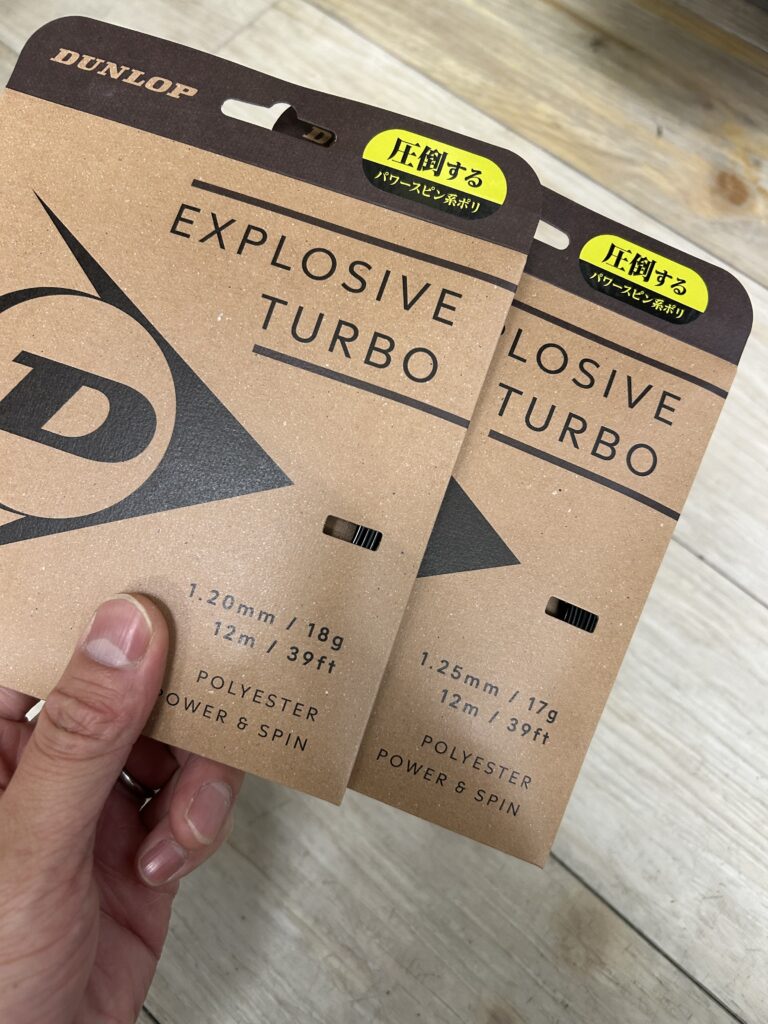 DUNLOP
D
圧倒する
パワースピン系ポリ
EXPLOSIVE
TURBO
D
1.20mm / 18g
12m / 39ft
POLYESTER
POWER & SPIN
圧倒する
パワースピン系ポリ
PLOSIVE
TURBO
1.25mm / 17g
12m / 39ft
POLYESTER
POWER & SPIN